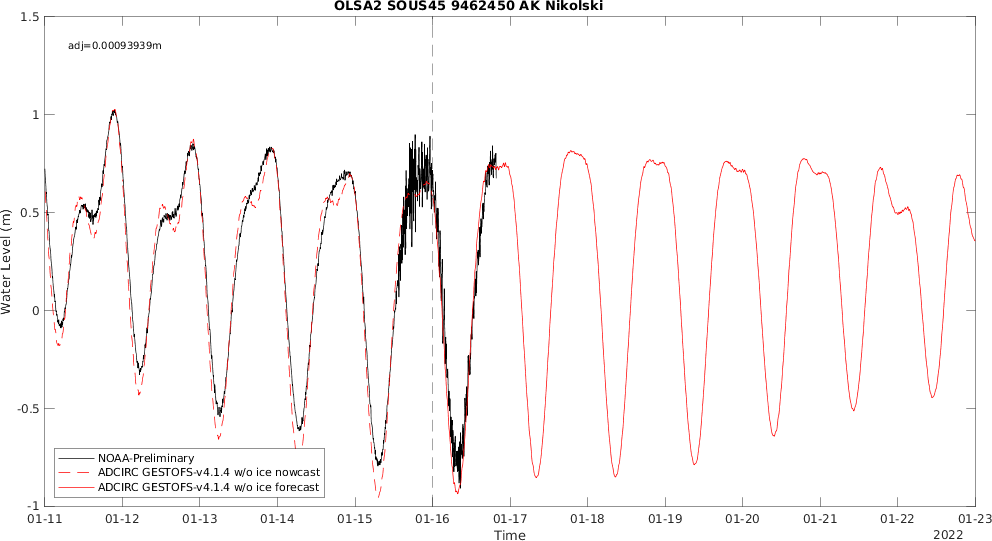 OLSA2 SOUS45 9462450 AK Nikolski
adj=0.00093939m
Water Level (m)
1.5
1
0.5
0
-0.5
-1
NOAA-Preliminary
ADCIRC GESTOFS-v4.1.4 w/o ice nowcast
ADCIRC GESTOFS-v4.1.4 w/o ice forecast
01-11 01-12 01-13 01-14 01-15 01-16 01-17 01-18 01-19 01-20 01-21 01-22 01-23
Time
2022